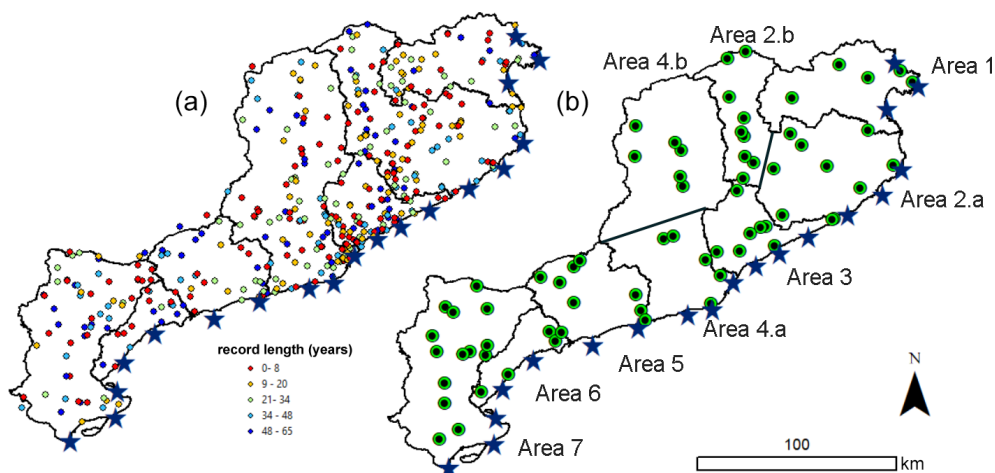 (a)
record length (years)
0- 8
9 - 20
21- 34
34 - 48
48 - 65
(b)
Area 4.b
Area 2.b
Area 1
Area 2.a
Area 3
Area 4.a
Area 5
Area 6
Area 7
N
100
km